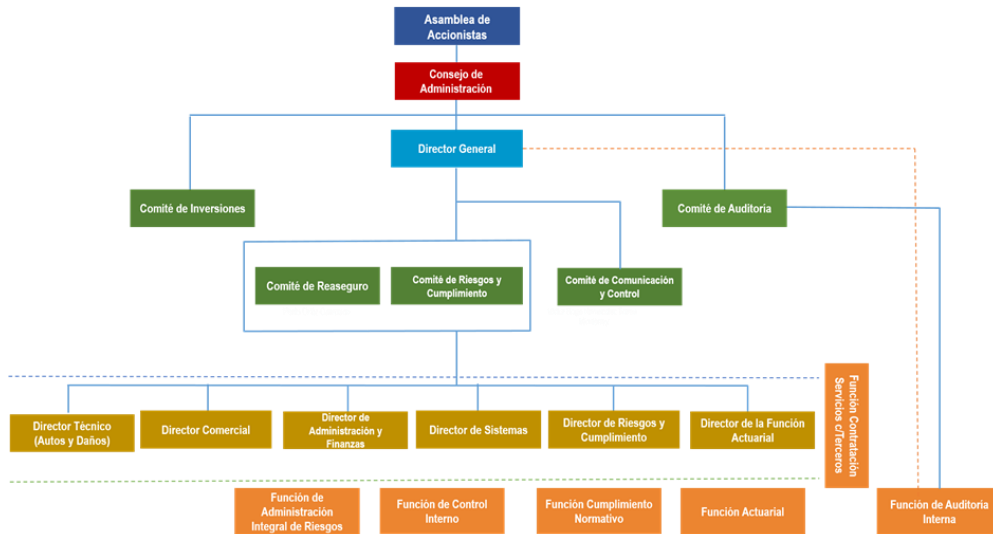 Asamblea de
Accionistas
Consejo de
Administración
Director General
Comité de Inversiones
Comité de Auditoria
Comité de Reaseguro
Comité de Riesgos y
Cumplimiento
Comité de Comunicación
y Control
Función Contratación
Servicios c/Terceros
Director Técnico
(Autos y Daños)
Director Comercial
Director de
Administración y
Finanzas
Director de Sistemas
Director de Riesgos y
Cumplimiento
Director de la Función
Actuarial
Función de
Administración
Integral de Riesgos
Función de Control
Interno
Función Cumplimiento
Normativo
Función Actuarial
Función de Auditoria
Interna